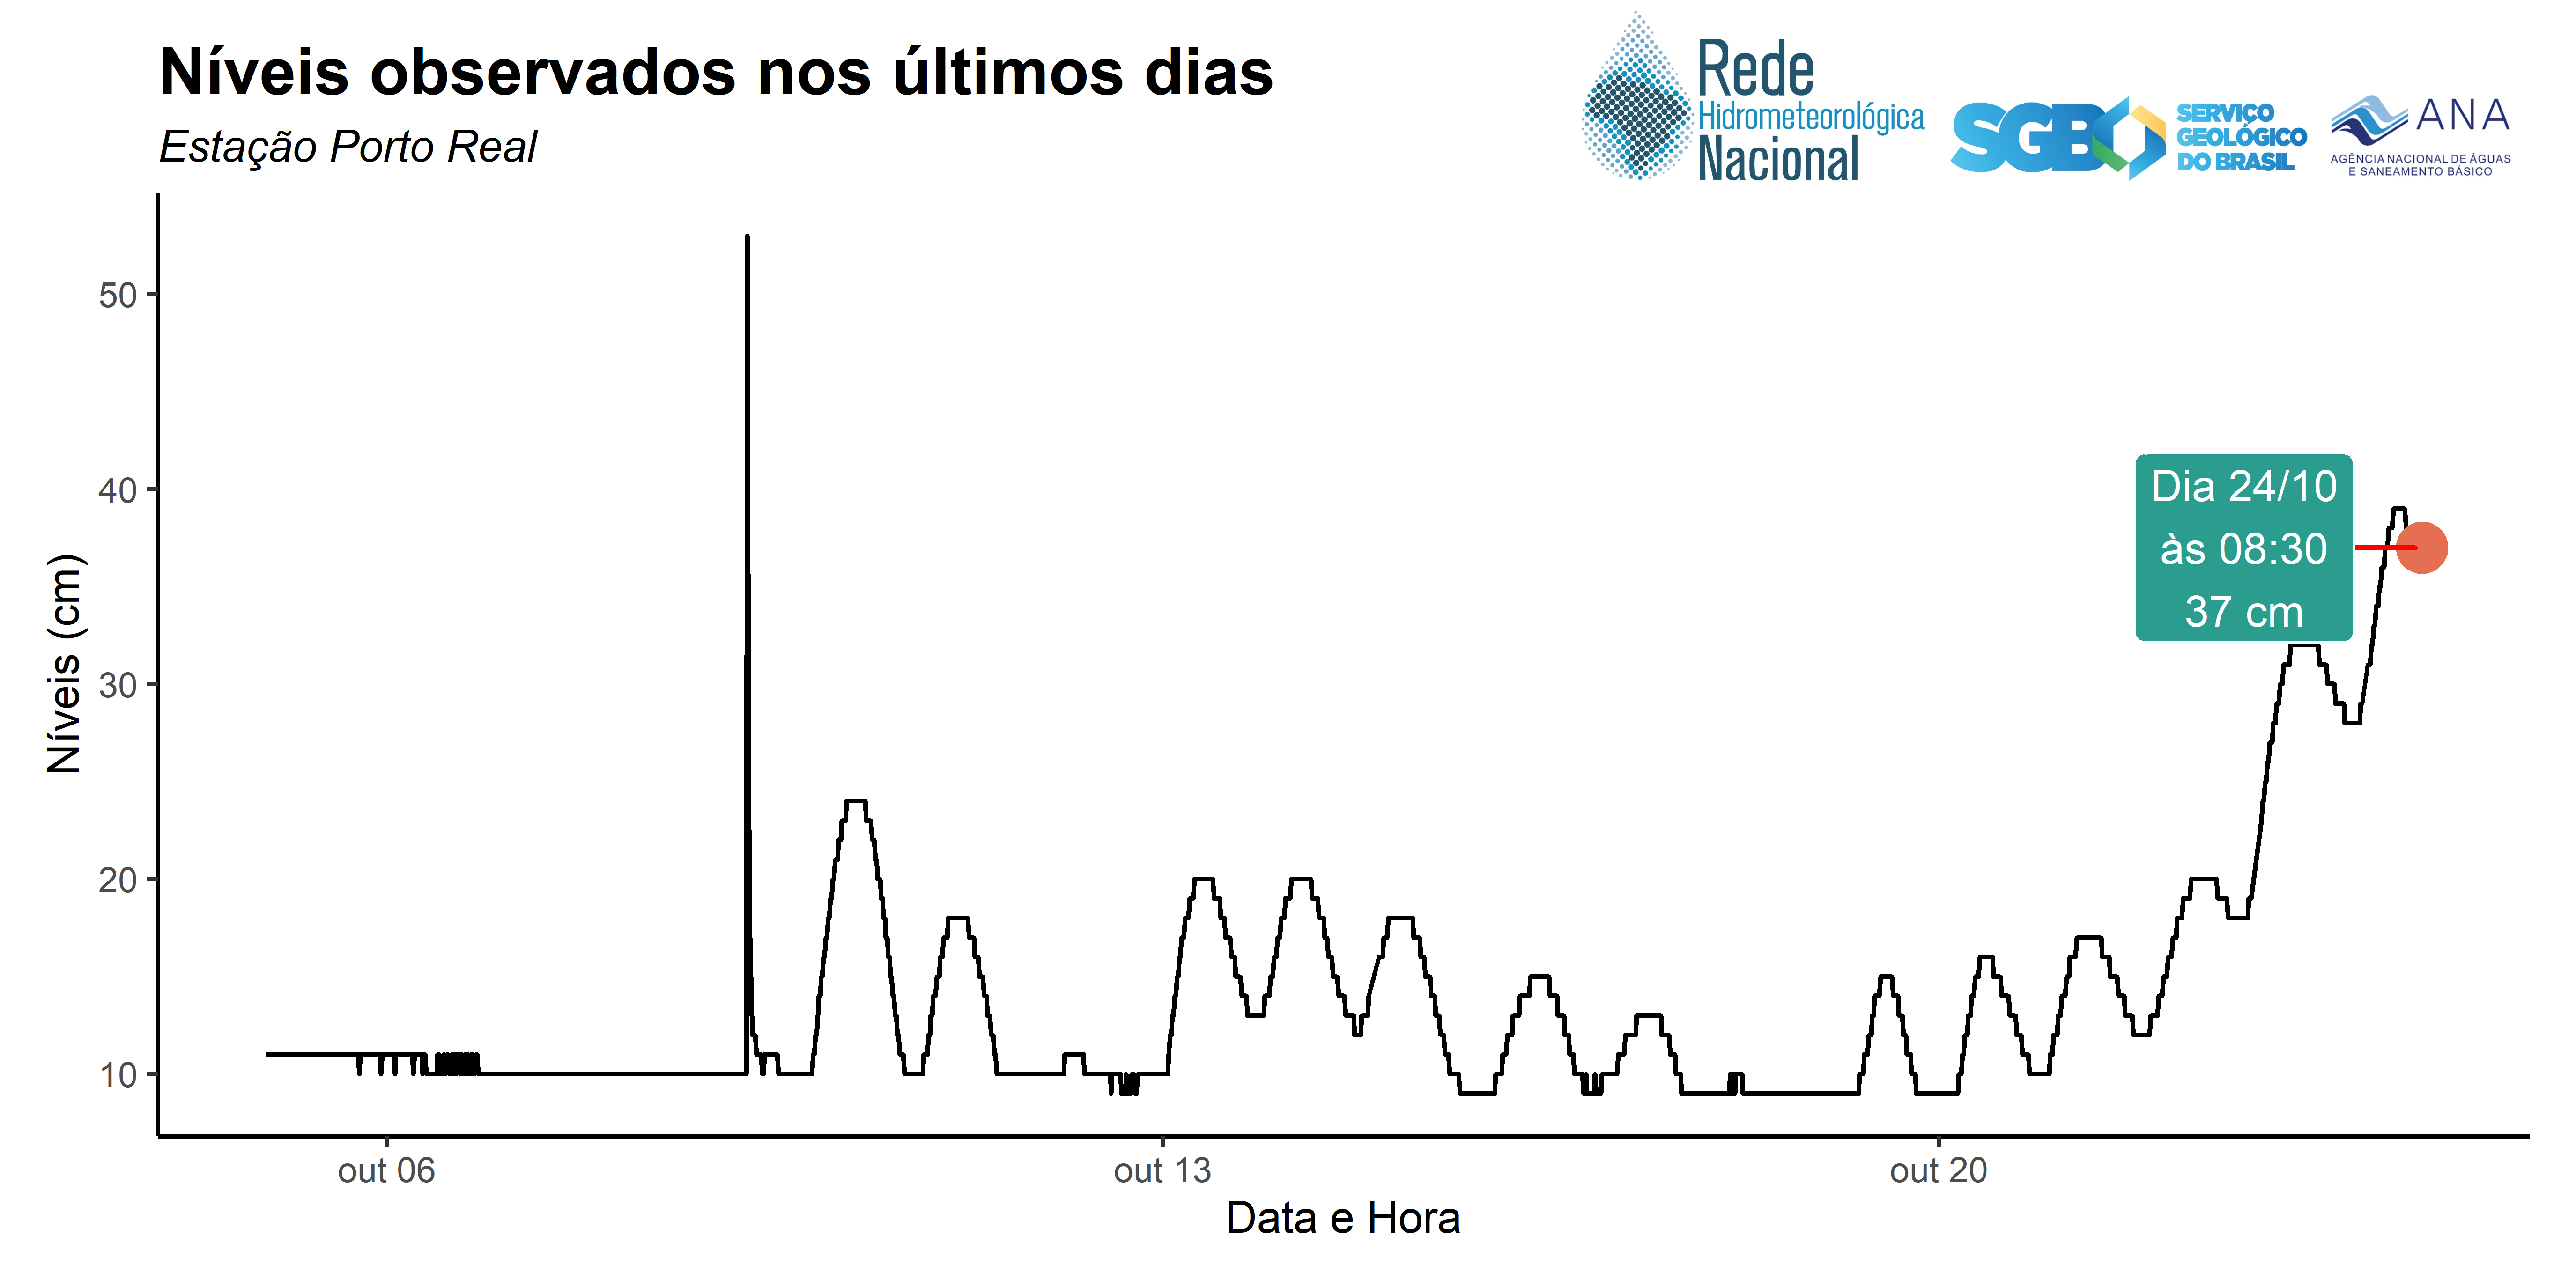 Níveis observados nos últimos dias
Estação Porto Real
Rede
Hidrometeorológica
Nacional
SGB
SERVIÇO
GEOLÓGICO
DO BRASIL
ANA
AGÊNCIA NACIONAL DE ÁGUAS
E SANEAMENTO BÁSICO
Níveis (cm)
50
40
30
20
10
Dia 24/10
às 08:30
37 cm
out 06
out 13
out 20
Data e Hora